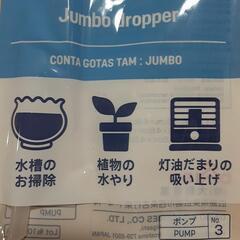 Jumbo dropper
CONTA GOTAS TAM : JUMBO
水槽の
お掃除
植物の
水やり
灯油だまりの
吸い上げ
ポンプ
PUMP
No.
3
PUMP